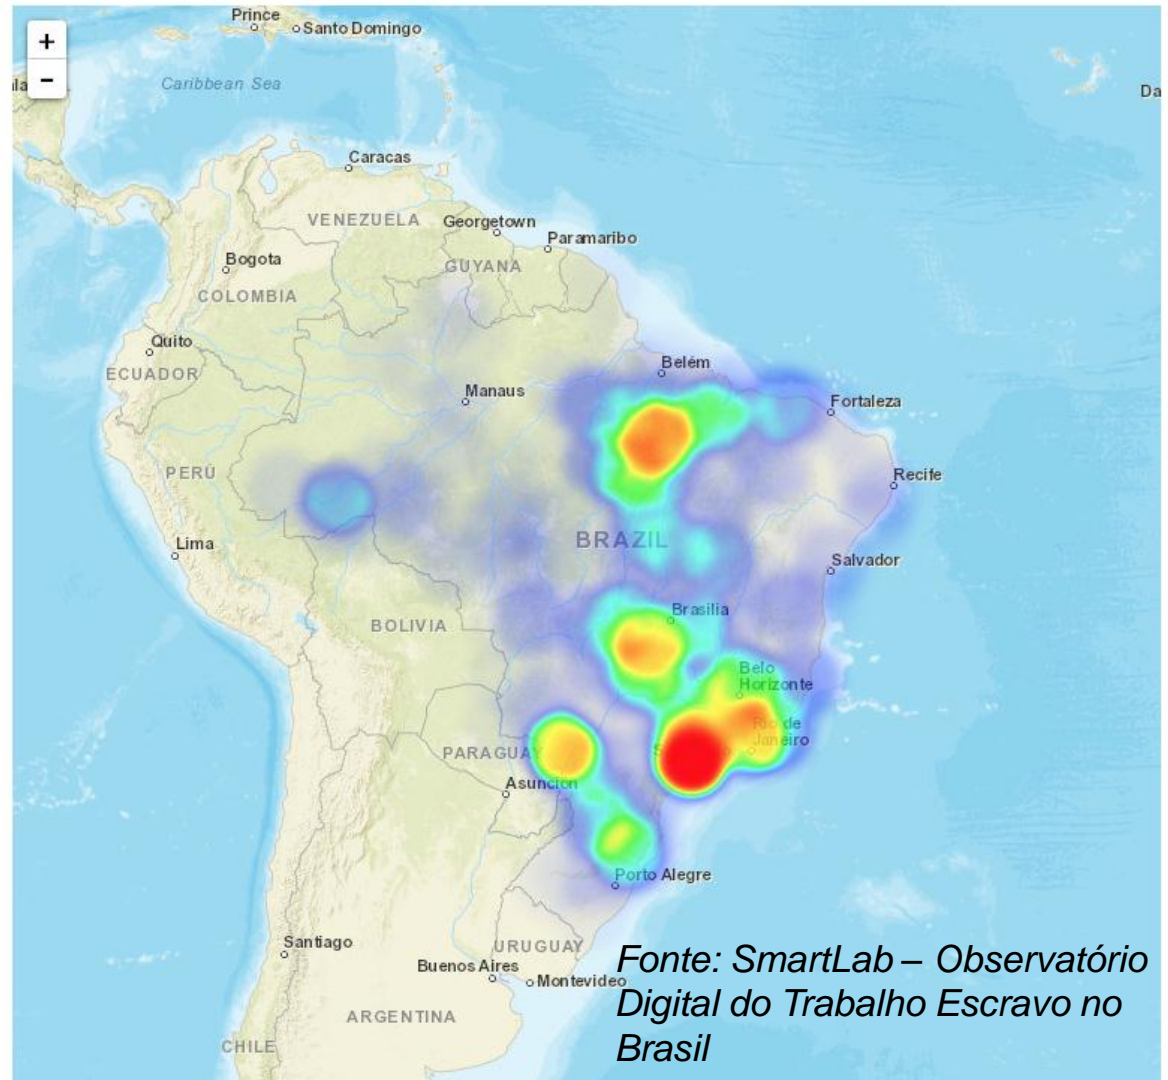 Prince
Santo Domingo
+
−
Caribbean Sea
Da
Caracas
VENEZUELA
Georgetown
Paramaribo
Bogota
GUYANA
COLOMBIA
Quito
Belém
ECUADOR
Manaus
Fortaleza
PERÚ
Recife
BRAZIL
Lima
Salvador
Brasilia
BOLIVIA
Belo
Horizonte
Rio de
Janeiro
S
PARAGUAY
Asuncion
Porto Alegre
Santiago
URUGUAY
Buenos Aires
Montevideo
ARGENTINA
CHILE
Fonte: SmartLab – Observatório
Digital do Trabalho Escravo no
Brasil